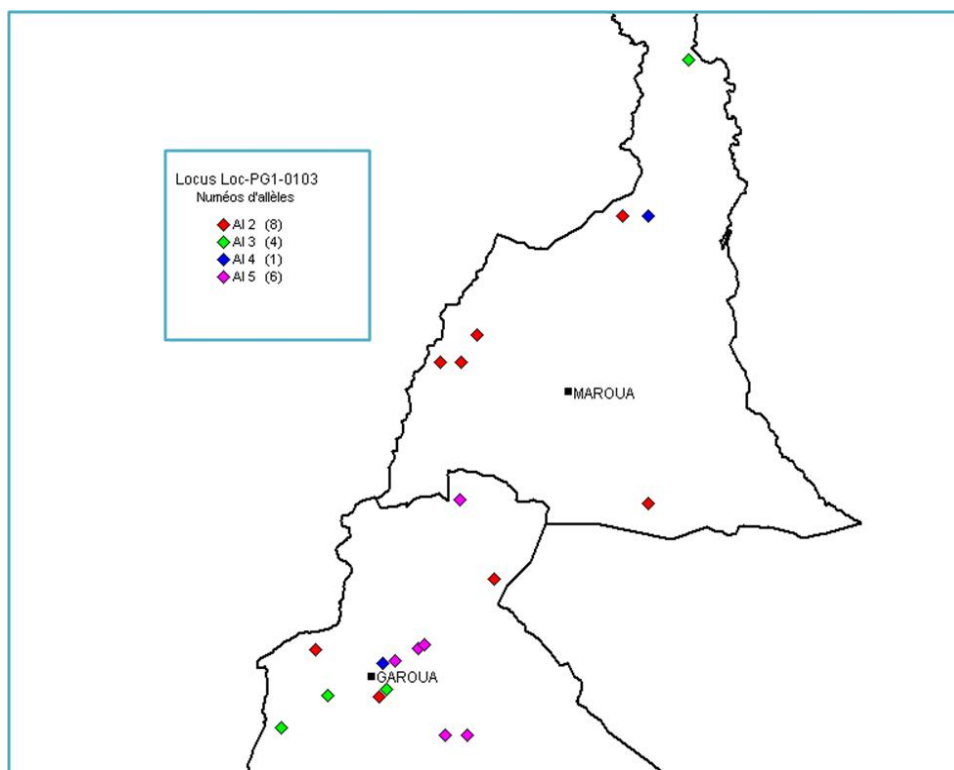 Locus Loc-PG1-0103
Numéos d'allèles
Al 2 (8)
Al 3 (4)
Al 4 (1)
Al 5 (6)
MAROUA
GAROUA